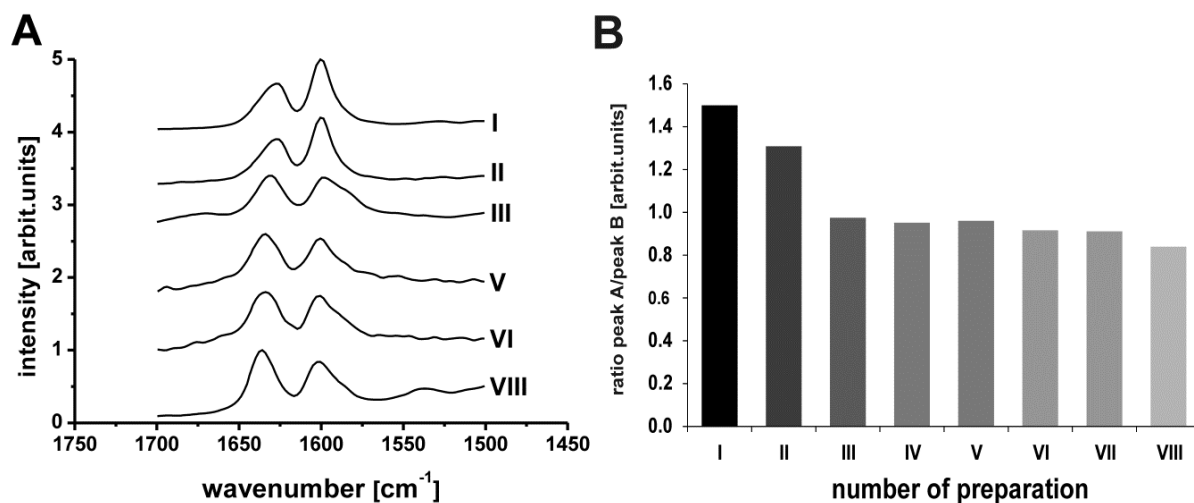 A
5
4
3
2
1
0
intensity [arbit.units]
I
II
III
V
VI
VIII
1750 1700 1650 1600 1550 1500 1450
wavenumber [cm-1]
B
1.6
1.4
1.2
1.0
0.8
0.6
0.4
0.2
0.0
ratio peak A/peak B [arbit.units]
I II III IV V VI VII VIII
number of preparation